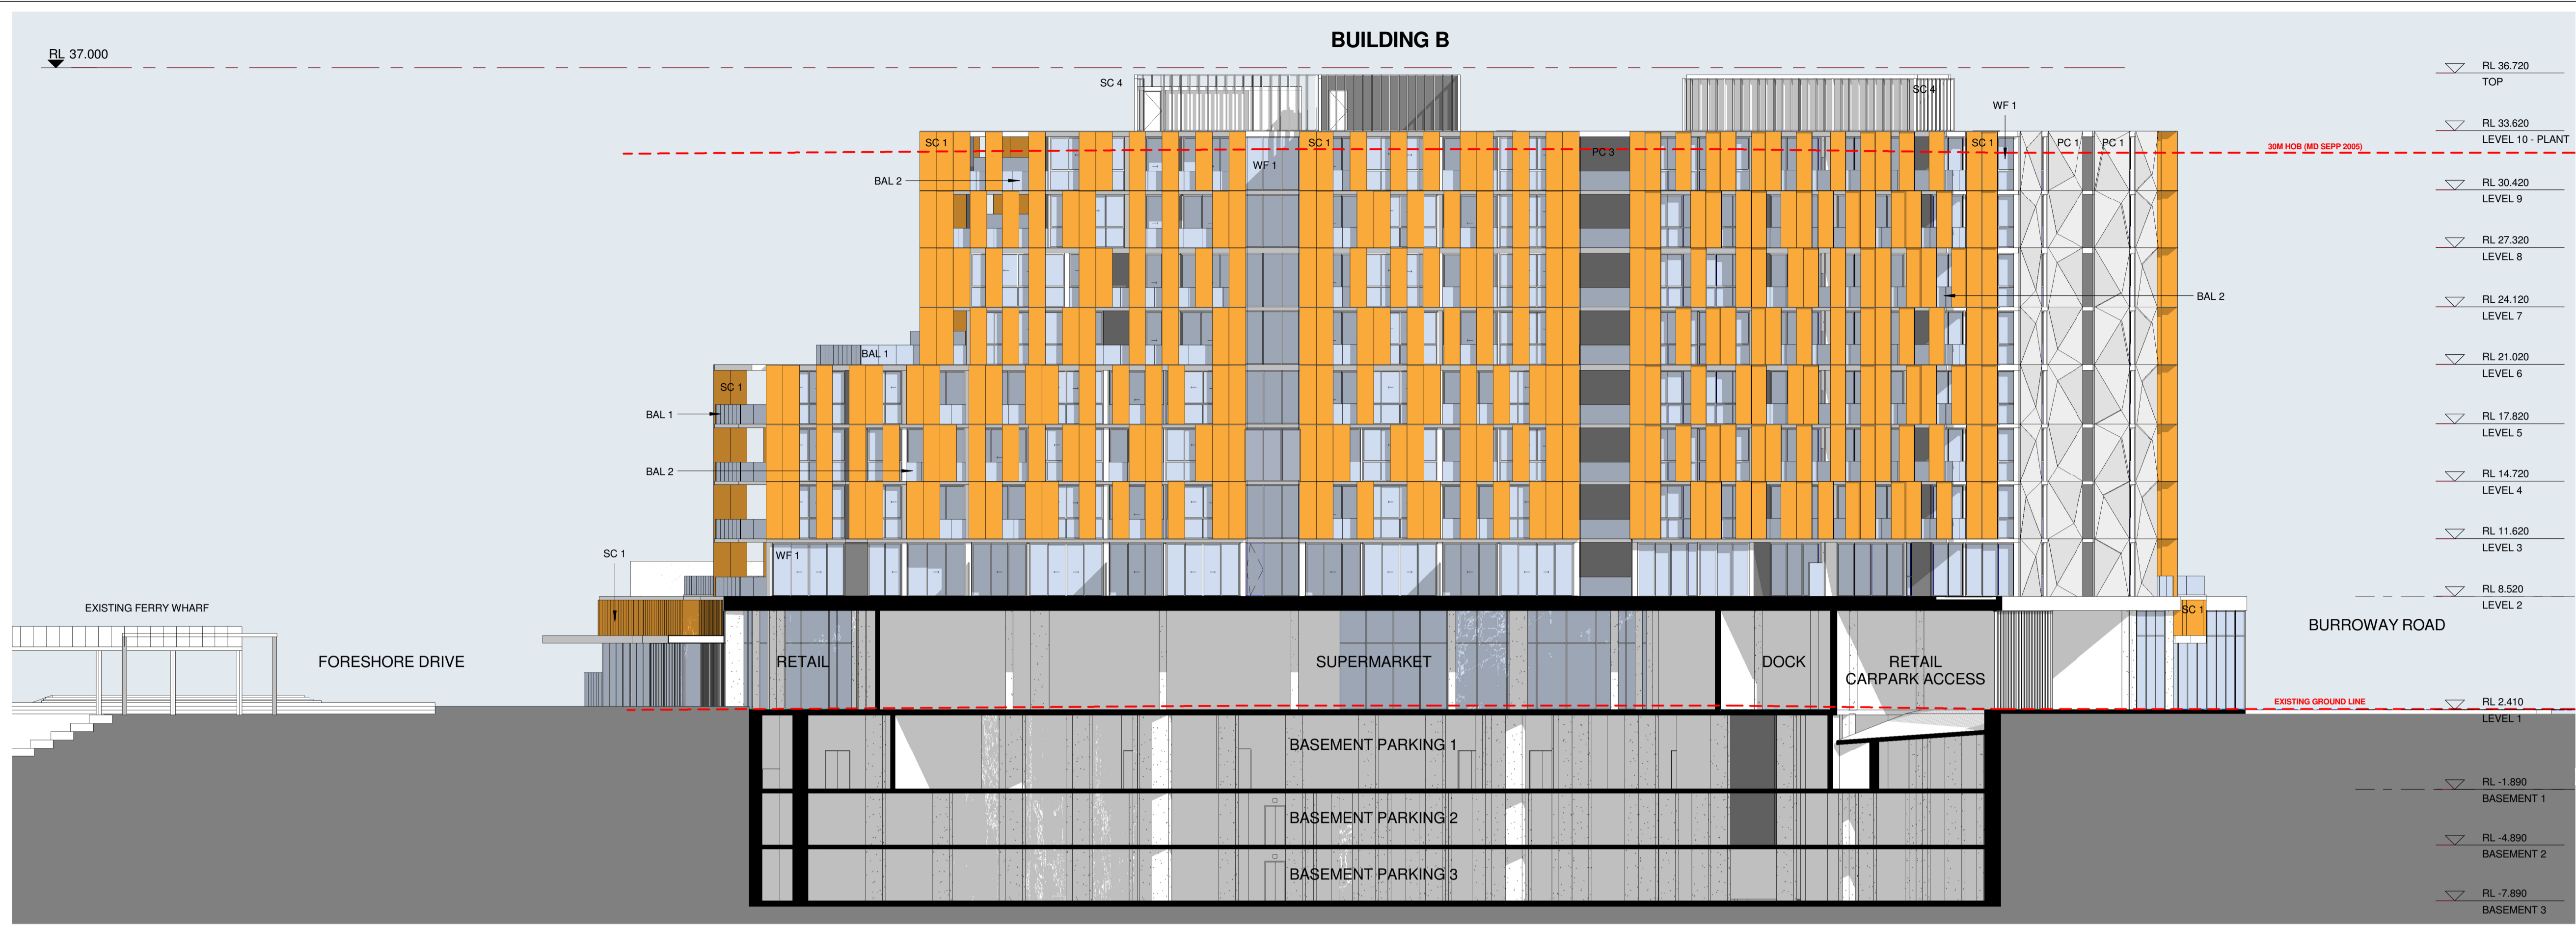 BUILDING B
RL 37.000
RL 36.720
TOP
SC 4
SC 4
WF 1
RL 33.620
LEVEL 10 - PLANT
SC 1
SC 1
SC 1
PC 1
PC 1
30M HOB (MD SEPP 2005)
PC 3
WF 1
BAL 2
RL 30.420
LEVEL 9
RL 27.320
LEVEL 8
BAL 2
RL 24.120
LEVEL 7
BAL 1
RL 21.020
LEVEL 6
SC 1
BAL 1
RL 17.820
LEVEL 5
BAL 2
RL 14.720
LEVEL 4
RL 11.620
LEVEL 3
SC 1
WF 1
RL 8.520
LEVEL 2
EXISTING FERRY WHARF
SC 1
BURROWAY ROAD
FORESHORE DRIVE
RETAIL
SUPERMARKET
DOCK
RETAIL
CARPARK ACCESS
EXISTING GROUND LINE
RL 2.410
LEVEL 1
BASEMENT PARKING 1
RL -1.890
BASEMENT 1
BASEMENT PARKING 2
RL -4.890
BASEMENT 2
BASEMENT PARKING 3
RL -7.890
BASEMENT 3